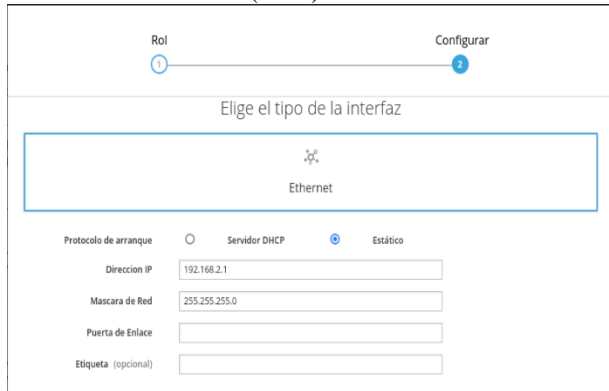 Rol Configurar
1 2
Elige el tipo de la interfaz
Ethernet
Protocolo de arranque Servidor DHCP Estático
Direccion IP 192.168.2.1
Mascara de Red 255.255.255.0
Puerta de Enlace
Etiqueta (opcional)